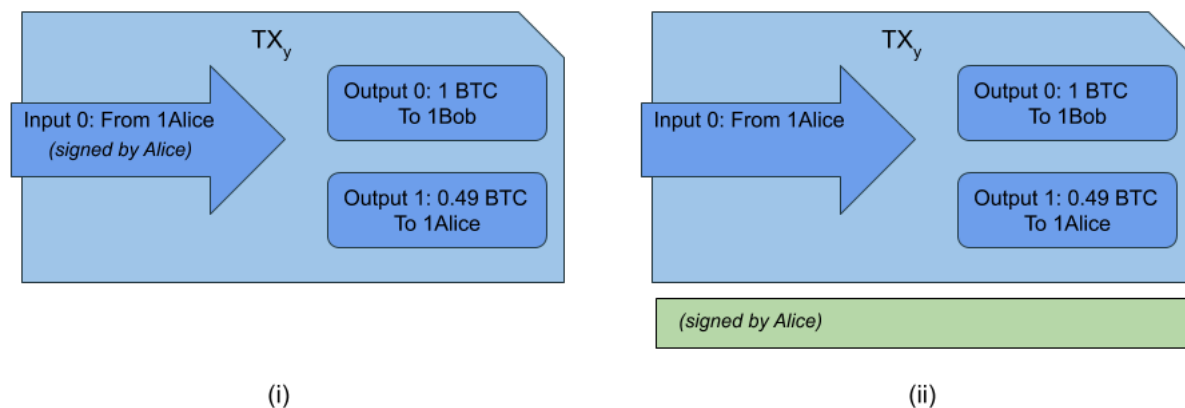 TXy
Input 0: From 1Alice
(signed by Alice)
Output 0: 1 BTC
To 1Bob
Output 1: 0.49 BTC
To 1Alice
(i)
TXy
Input 0: From 1Alice
Output 0: 1 BTC
To 1Bob
Output 1: 0.49 BTC
To 1Alice
(signed by Alice)
(ii)